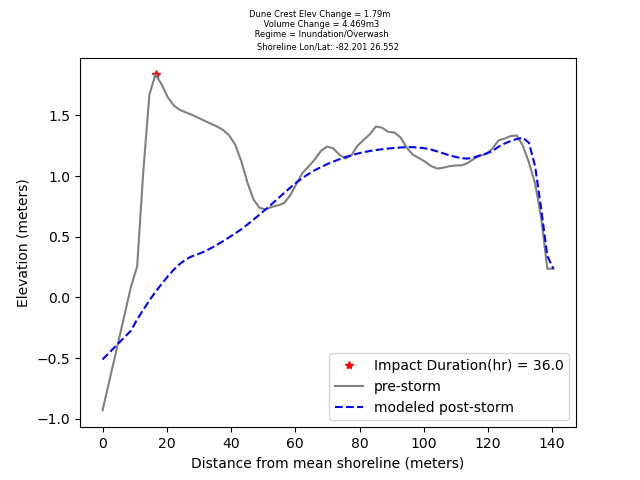 Dune Crest Elev Change = 1.79m
Volume Change = 4.469m3
Regime = Inundation/Overwash
Shoreline Lon/Lat: -82.201 26.552
1.5
1.0
0.5
0.0
−0.5
−1.0
Elevation (meters)
Impact Duration(hr) = 36.0
pre-storm
modeled post-storm
0 20 40 60 80 100 120 140
Distance from mean shoreline (meters)